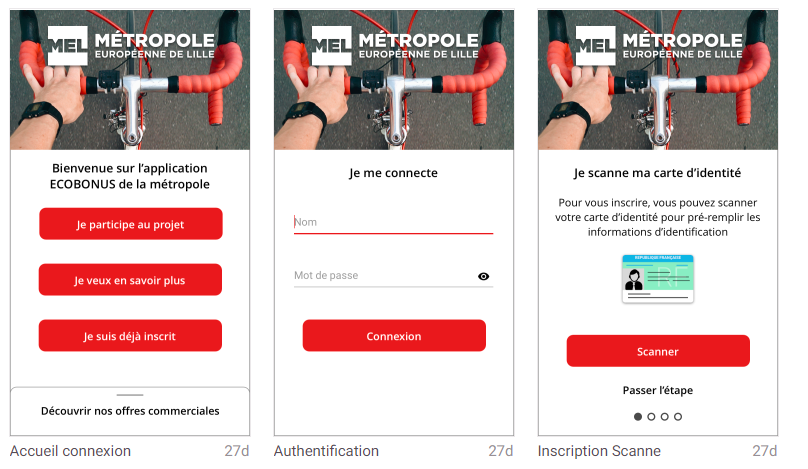 MEL MÉTROPOLE
EUROPÉENNE DE LILLE
Bienvenue sur l'application
ECOBONUS de la métropole
Je participe au projet
Je veux en savoir plus
Je suis déjà inscrit
Découvrir nos offres commerciales
Accueil connexion 27d
MEL MÉTROPOLE
EUROPÉENNE DE LILLE
Je me connecte
Nom
Mot de passe
Connexion
Authentification 27d
MEL MÉTROPOLE
EUROPÉENNE DE LILLE
Je scanne ma carte d'identité
Pour vous inscrire, vous pouvez scanner
votre carte d'identité pour pré-remplir les
informations d'identification
REPUBLIQUE FRANÇAISE
RF
Scanner
Passer l'étape
Inscription Scanne 27d